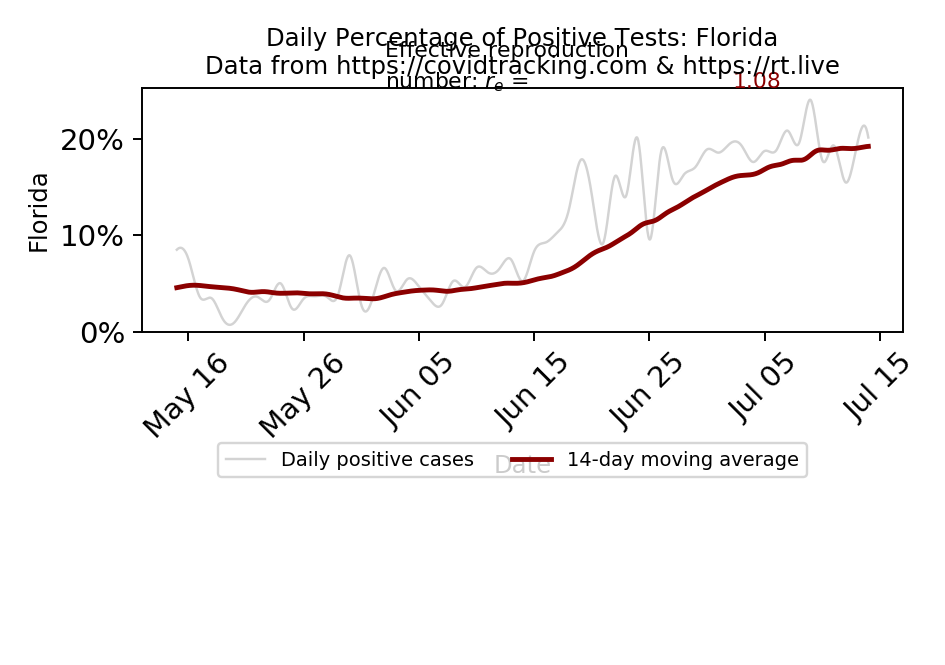 Daily Percentage of Positive Tests: Florida
Effective reproduction
Data from https://covidtracking.com & https://rt.live
number: rₑ = 1.08
20%
10%
0%
Florida
May 16
May 26
Jun 05
Jun 15
Jun 25
Jul 05
Jul 15
Date
Daily positive cases
14-day moving average